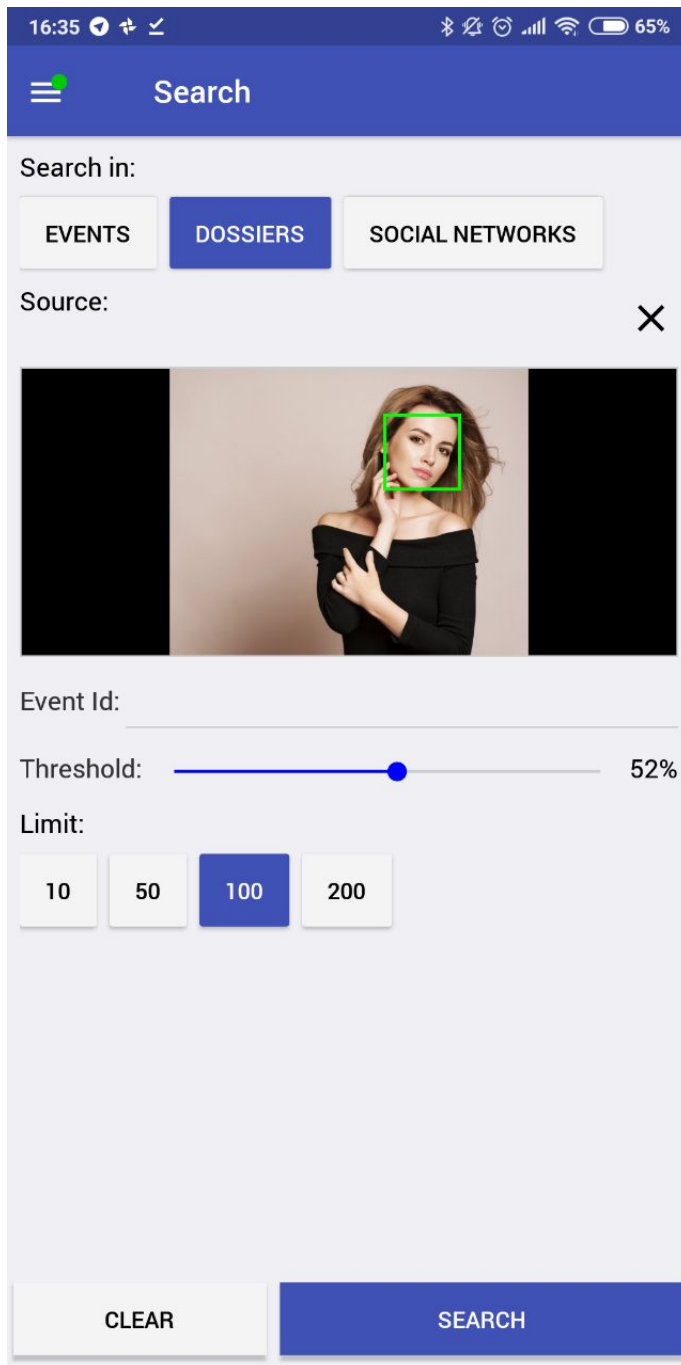 16:35 65%
Search
Search in:
EVENTS DOSSIERS SOCIAL NETWORKS
Source:
Event Id:
Threshold: 52%
Limit:
10 50 100 200
CLEAR SEARCH